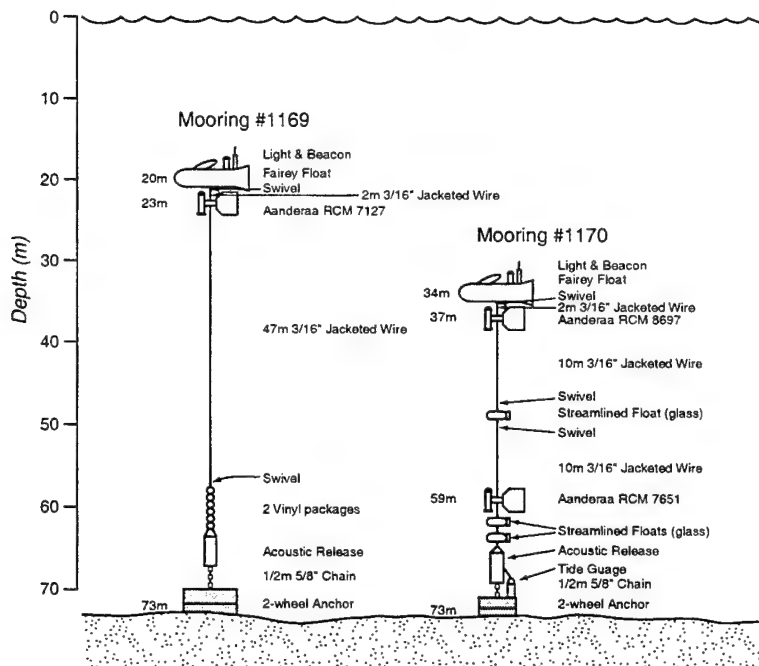 0
10
20
30
40
50
60
70
Depth (m)
Mooring #1169
Light & Beacon
20m
Fairey Float
Swivel
2m 3/16" Jacketed Wire
23m
Aanderaa RCM 7127
47m 3/16" Jacketed Wire
Swivel
2 Vinyl packages
Acoustic Release
1/2m 5/8" Chain
73m
2-wheel Anchor
Mooring #1170
Light & Beacon
Fairey Float
34m
Swivel
2m 3/16" Jacketed Wire
37m
Aanderaa RCM 8697
10m 3/16" Jacketed Wire
Swivel
Streamlined Float (glass)
Swivel
10m 3/16" Jacketed Wire
59m
Aanderaa RCM 7651
Streamlined Floats (glass)
Acoustic Release
Tide Guage
1/2m 5/8" Chain
73m
2-wheel Anchor